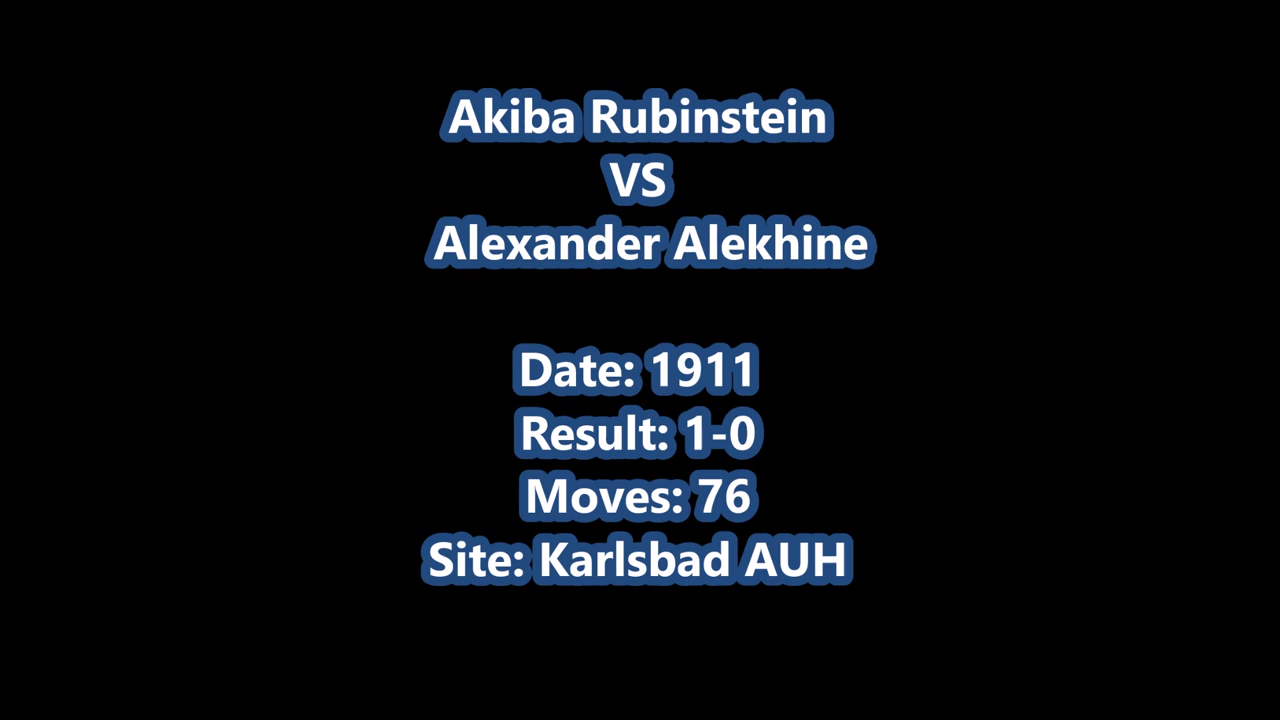 Akiba Rubinstein
VS
Alexander Alekhine
Date: 1911
Result: 1-0
Moves: 76
Site: Karlsbad AUH